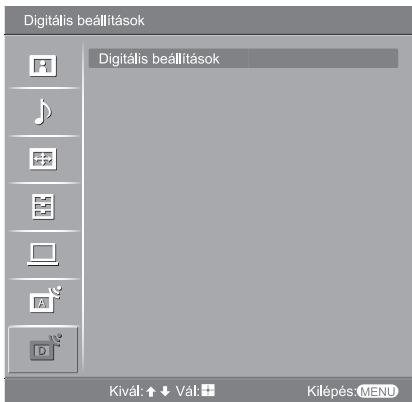 Digitális beállítások
Digitális beállítások
A
D
Kivál: ↑ ↓ Vál: Kilépés: MENU